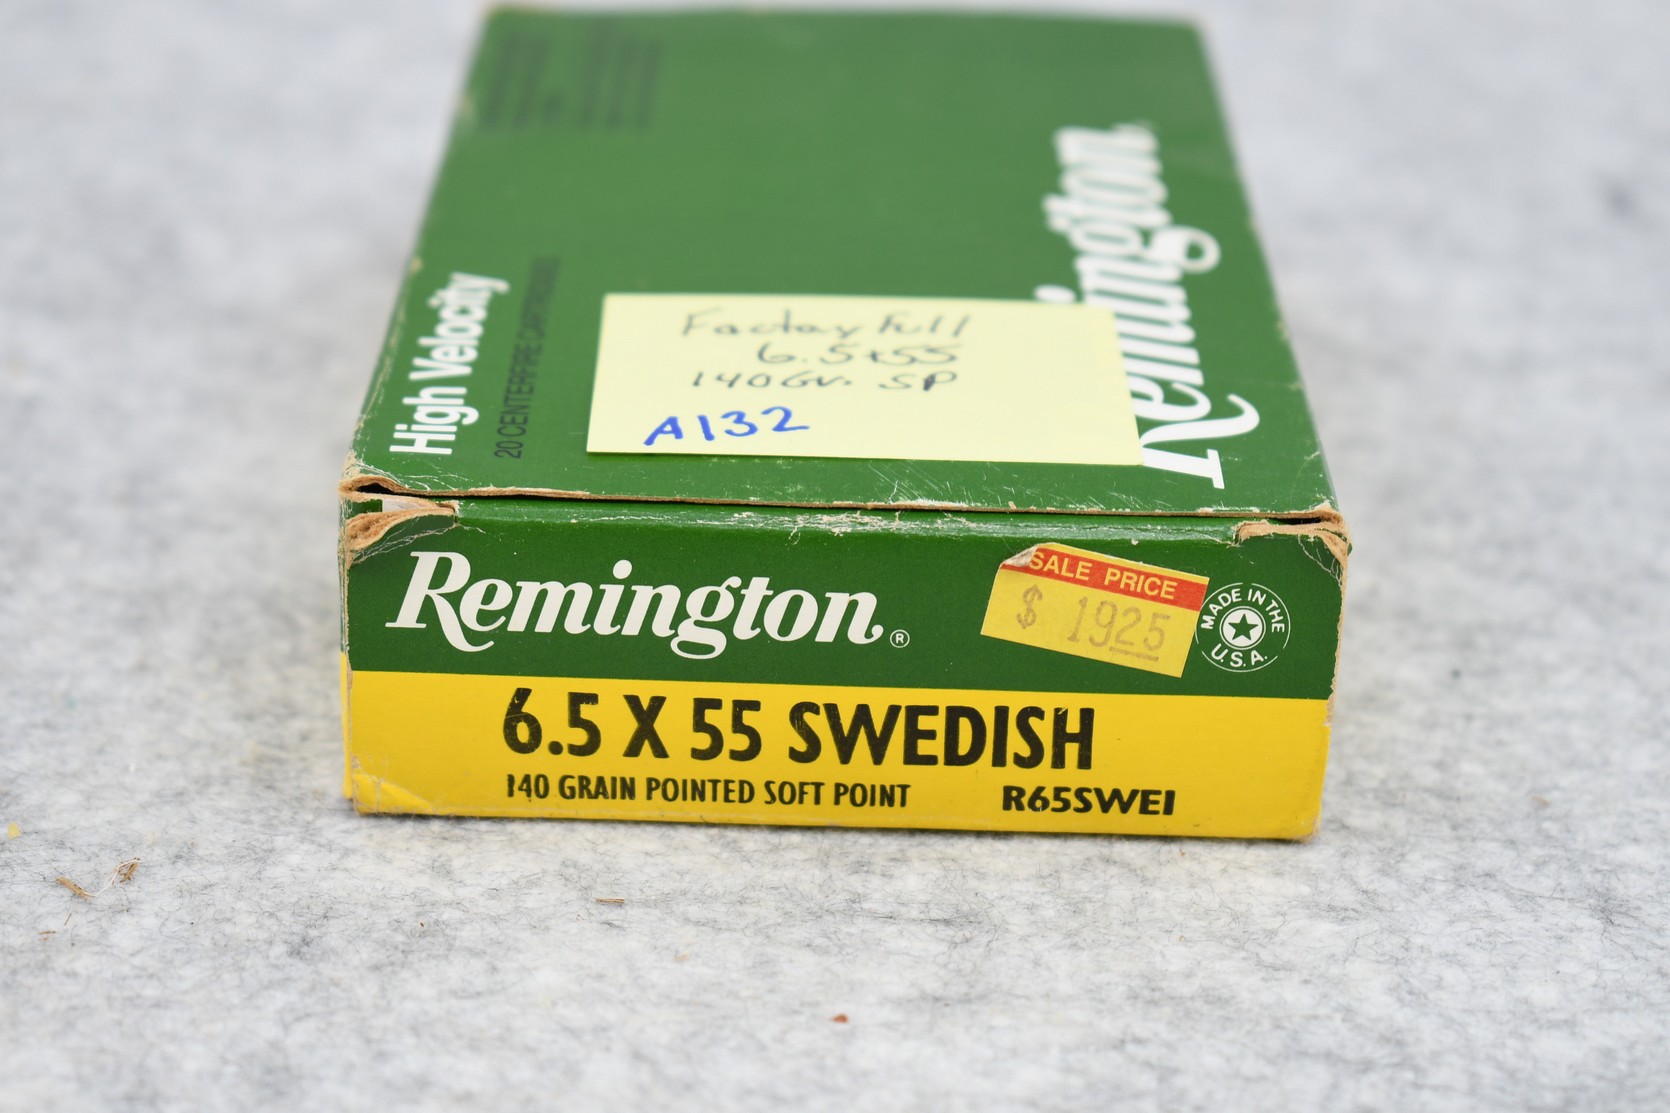 High Velocity
20 CENTERFIRE CARTRIDGES
Remington
Factory Full
6.5x55
140 Gr. SP
A132
Remington®
SALE PRICE
$ 1925
MADE IN THE
U.S.A.
6.5 X 55 SWEDISH
140 GRAIN POINTED SOFT POINT
R65SWE1